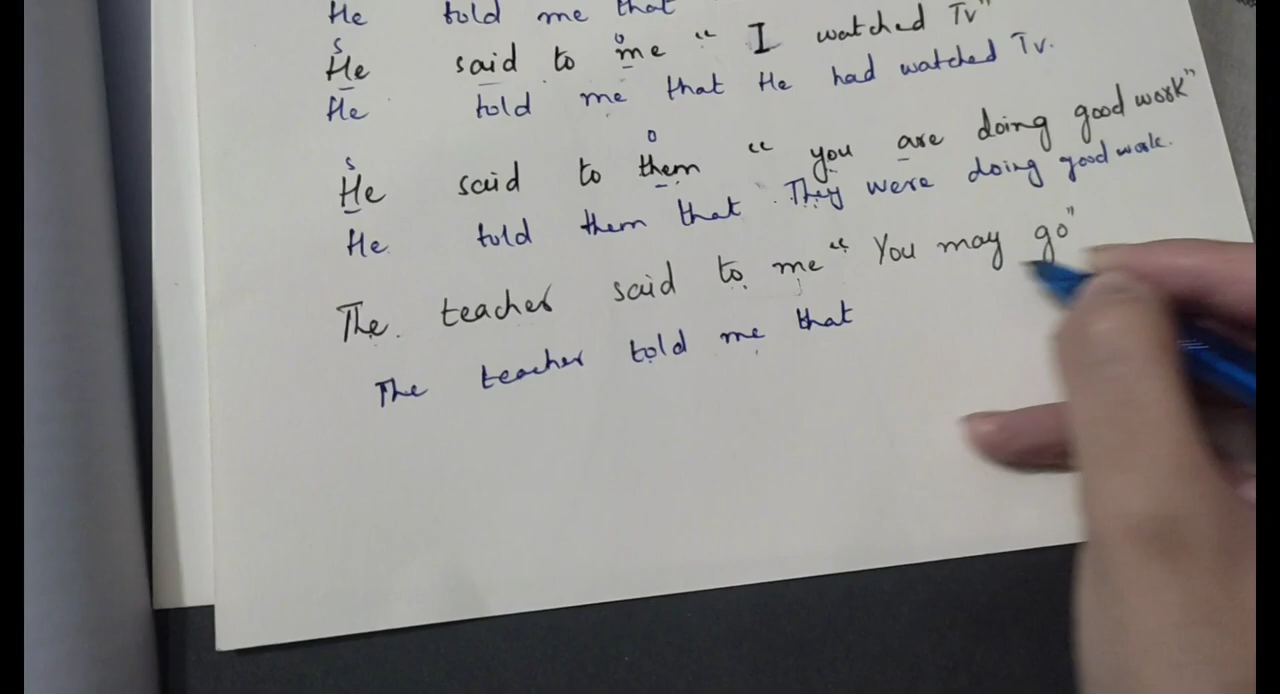 He told me that
S O
He said to me “ I watched Tv”
He told me that He had watched Tv.
S O
He said to them “ you are doing good work”
He told them that They were doing good work.
The teacher said to me “ You may go”
The teacher told me that